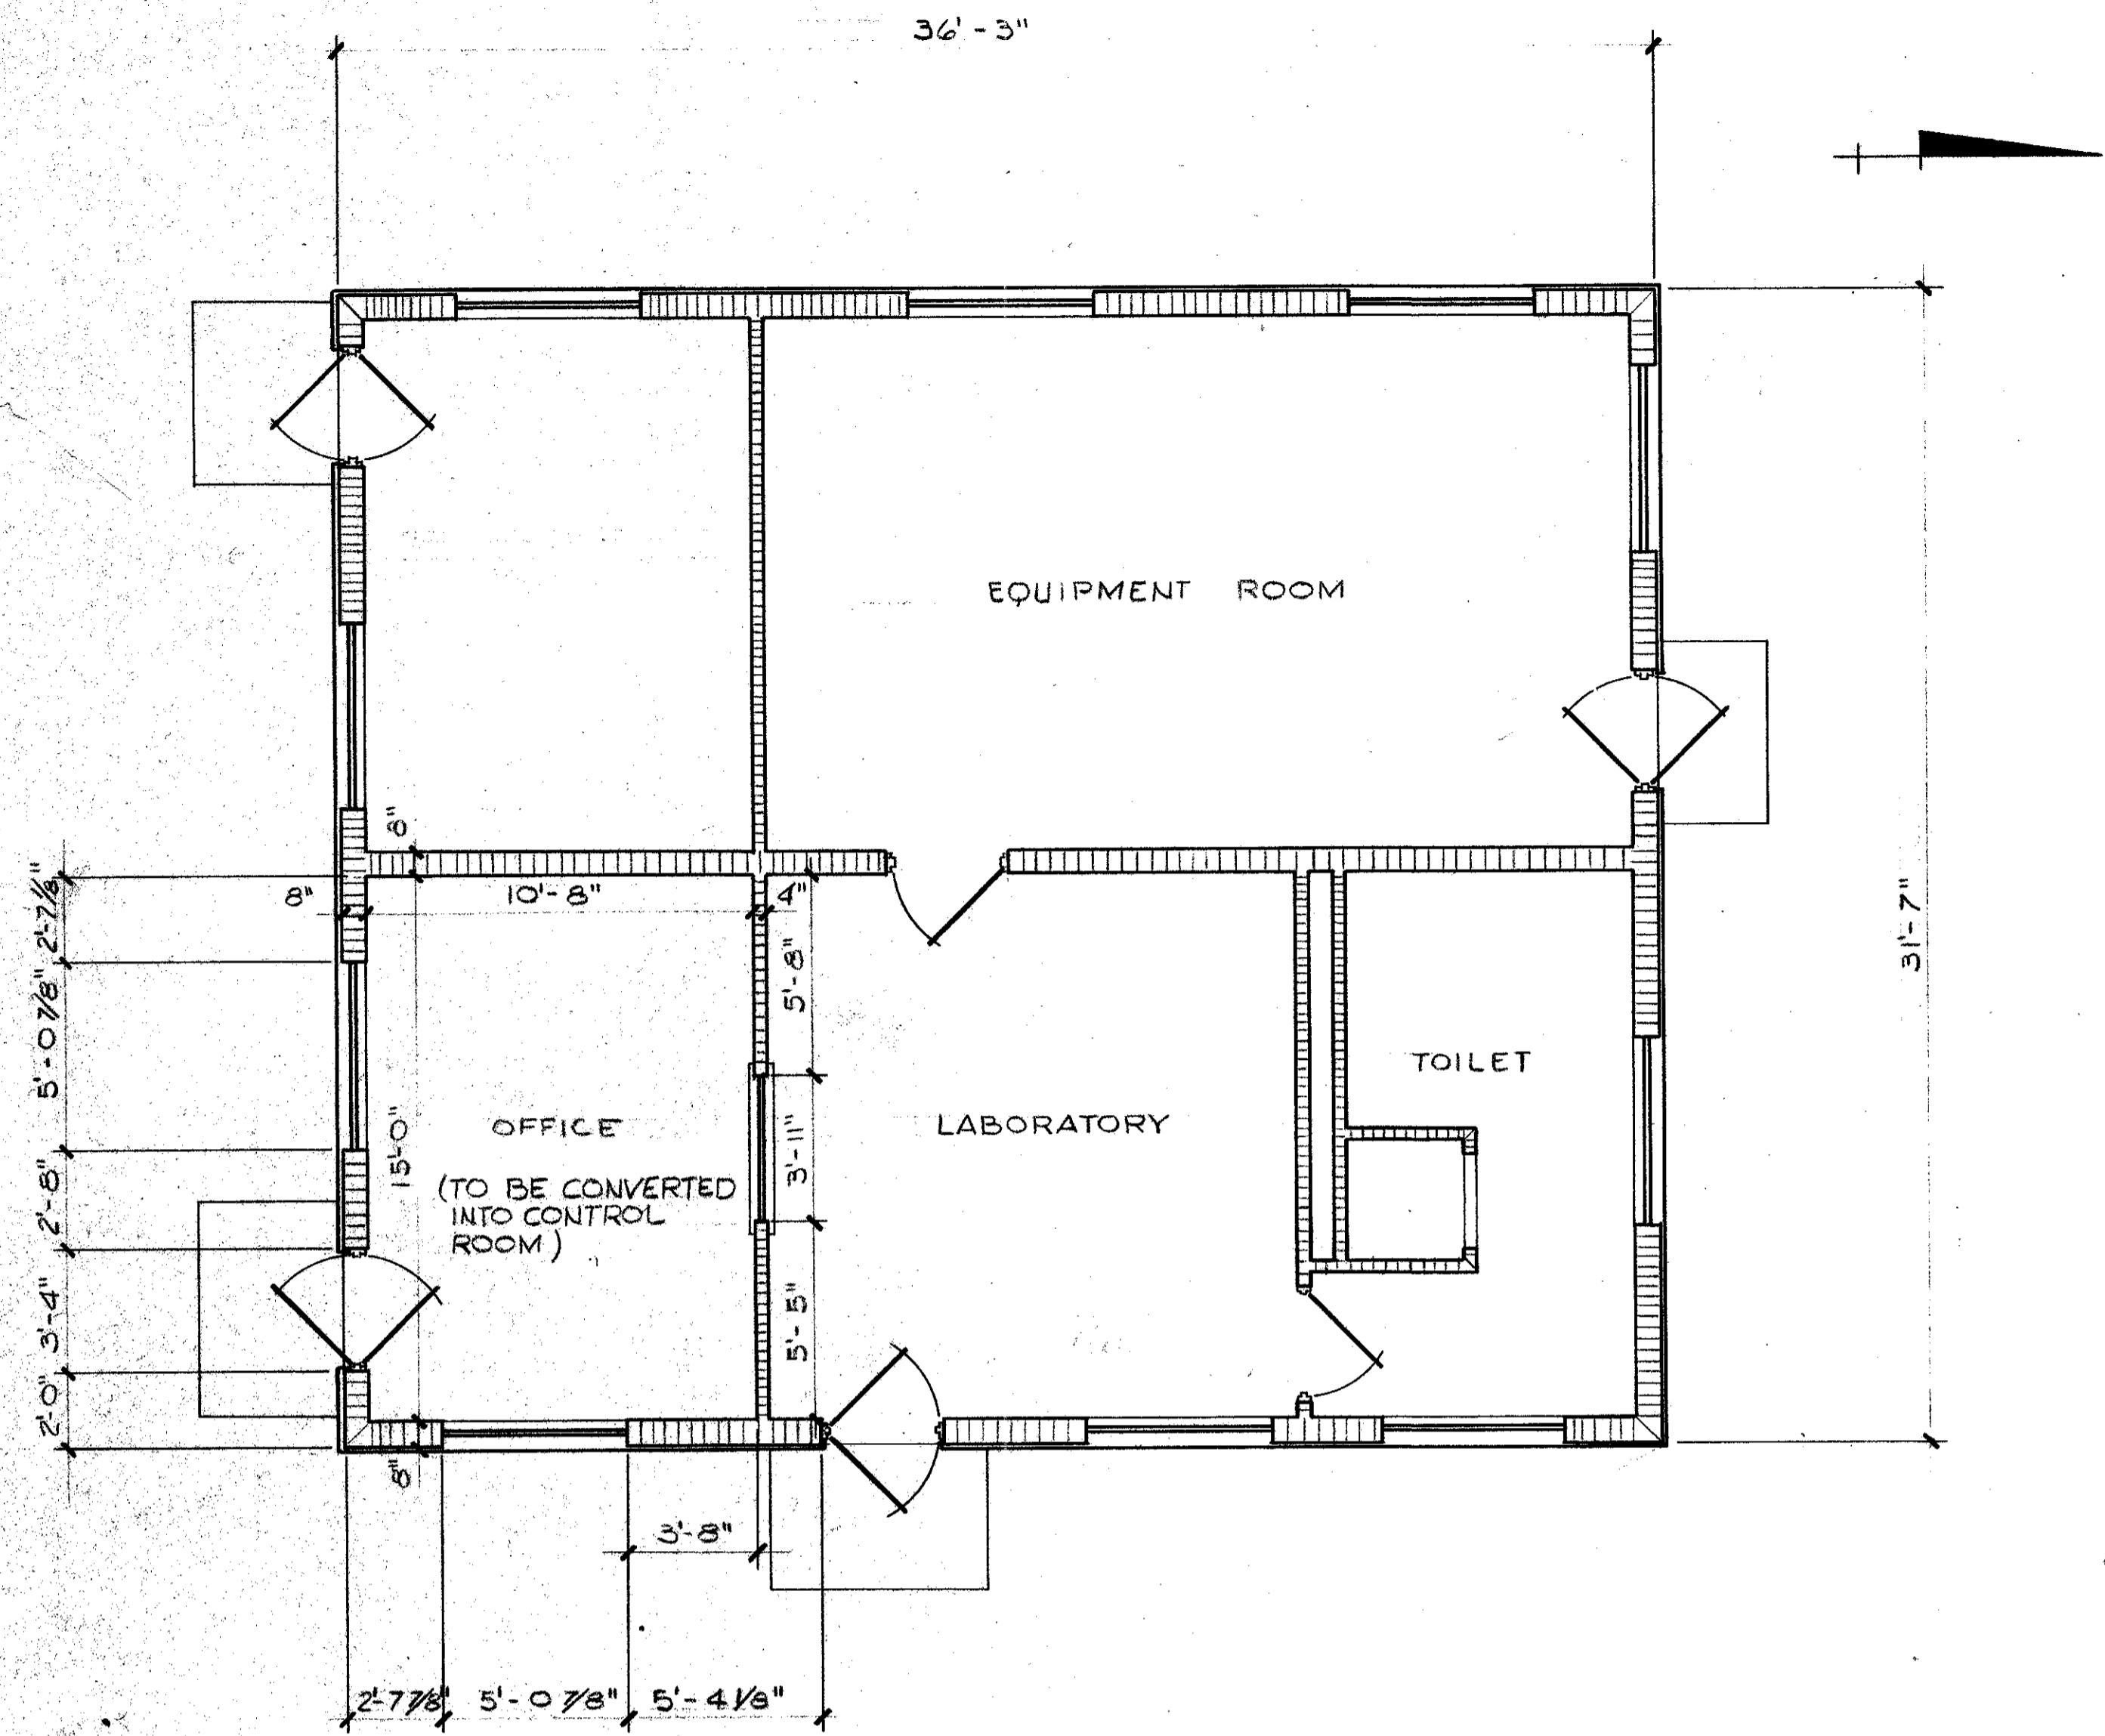 36'-3"
EQUIPMENT ROOM
8"
8"
10'-8"
4"
2'-7 7/8"
5'-8"
31'-7"
5'-0 7/8"
TOILET
OFFICE
LABORATORY
15'-0"
3'-11"
(TO BE CONVERTED
INTO CONTROL
ROOM)
2'-8"
3'-4"
5'-5"
2'-0"
8"
3'-8"
2'-7 7/8"
5'-0 7/8"
5'-4 1/8"